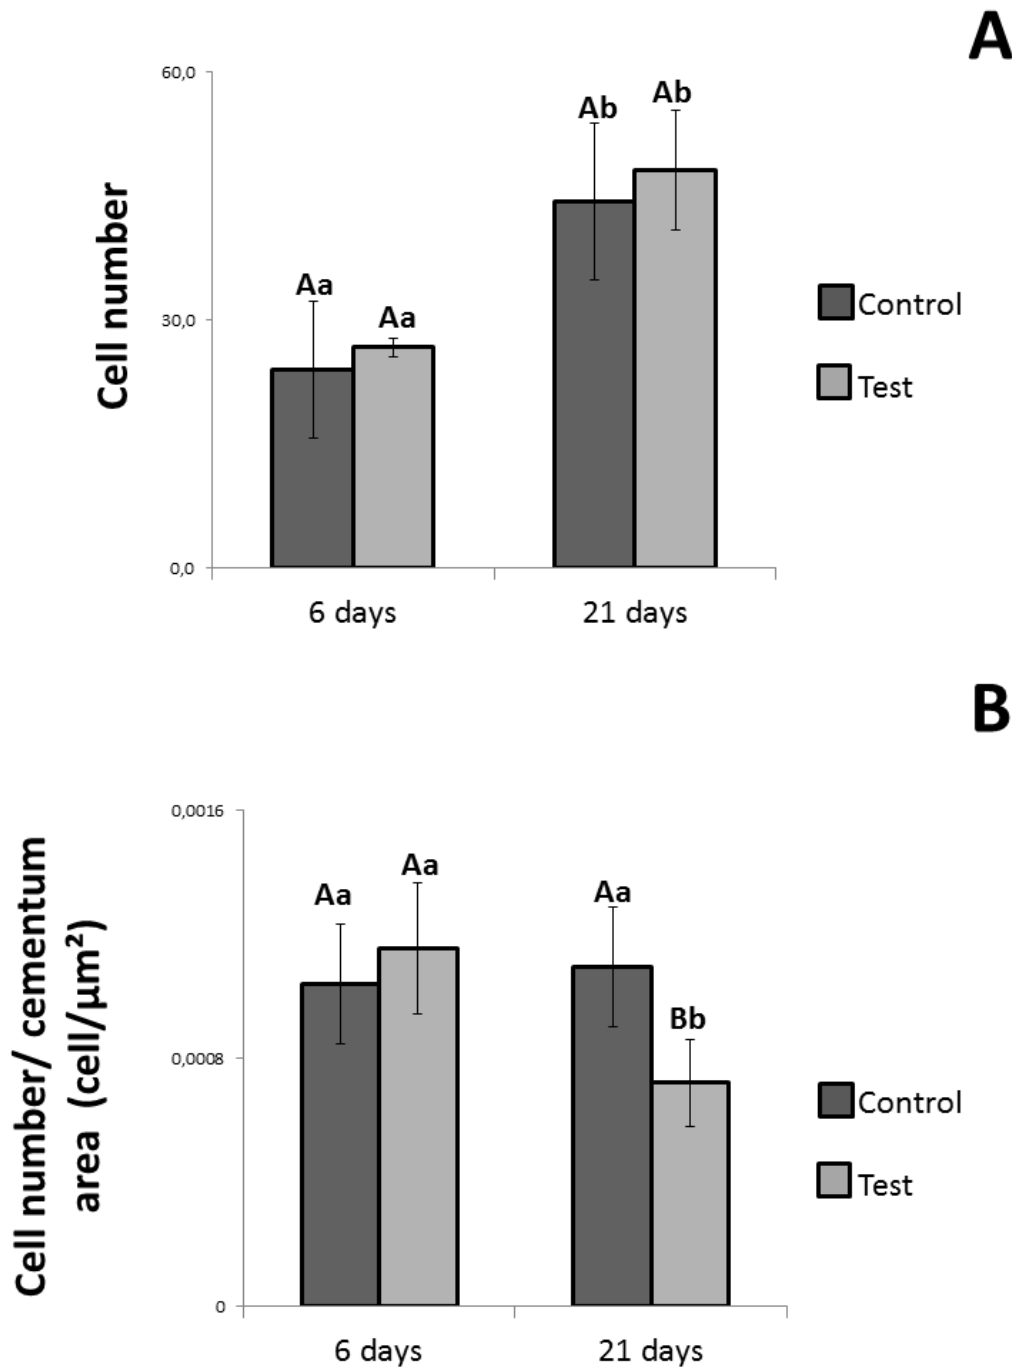 A
60,0
Ab
Ab
Cell number
Aa
Aa
30,0
Control
Test
0,0
6 days
21 days
B
0,0016
Aa
Aa
Aa
Bb
Cell number/ cementum
area (cell/µm²)
0,0008
Control
Test
0
6 days
21 days